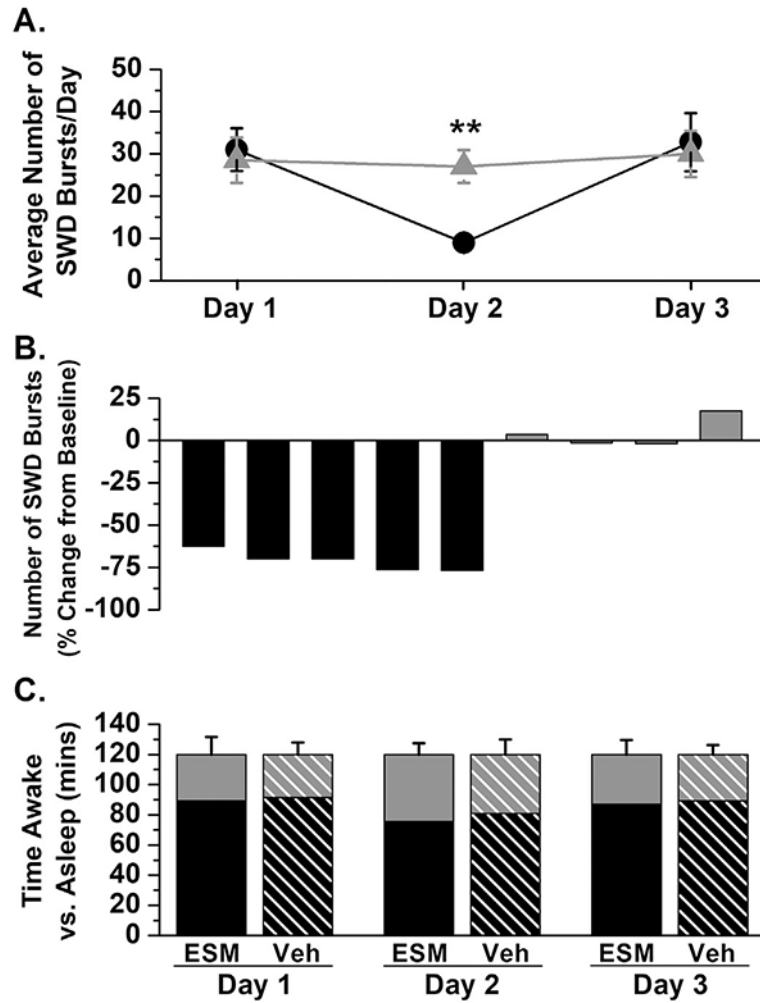 A.
Average Number of
SWD Bursts/Day
50
40
30
20
10
0
**
Day 1
Day 2
Day 3
B.
Number of SWD Bursts
(% Change from Baseline)
25
0
-25
-50
-75
-100
C.
Time Awake
vs. Asleep (mins)
140
120
100
80
60
40
20
0
ESM Veh ESM Veh ESM Veh
Day 1 Day 2 Day 3